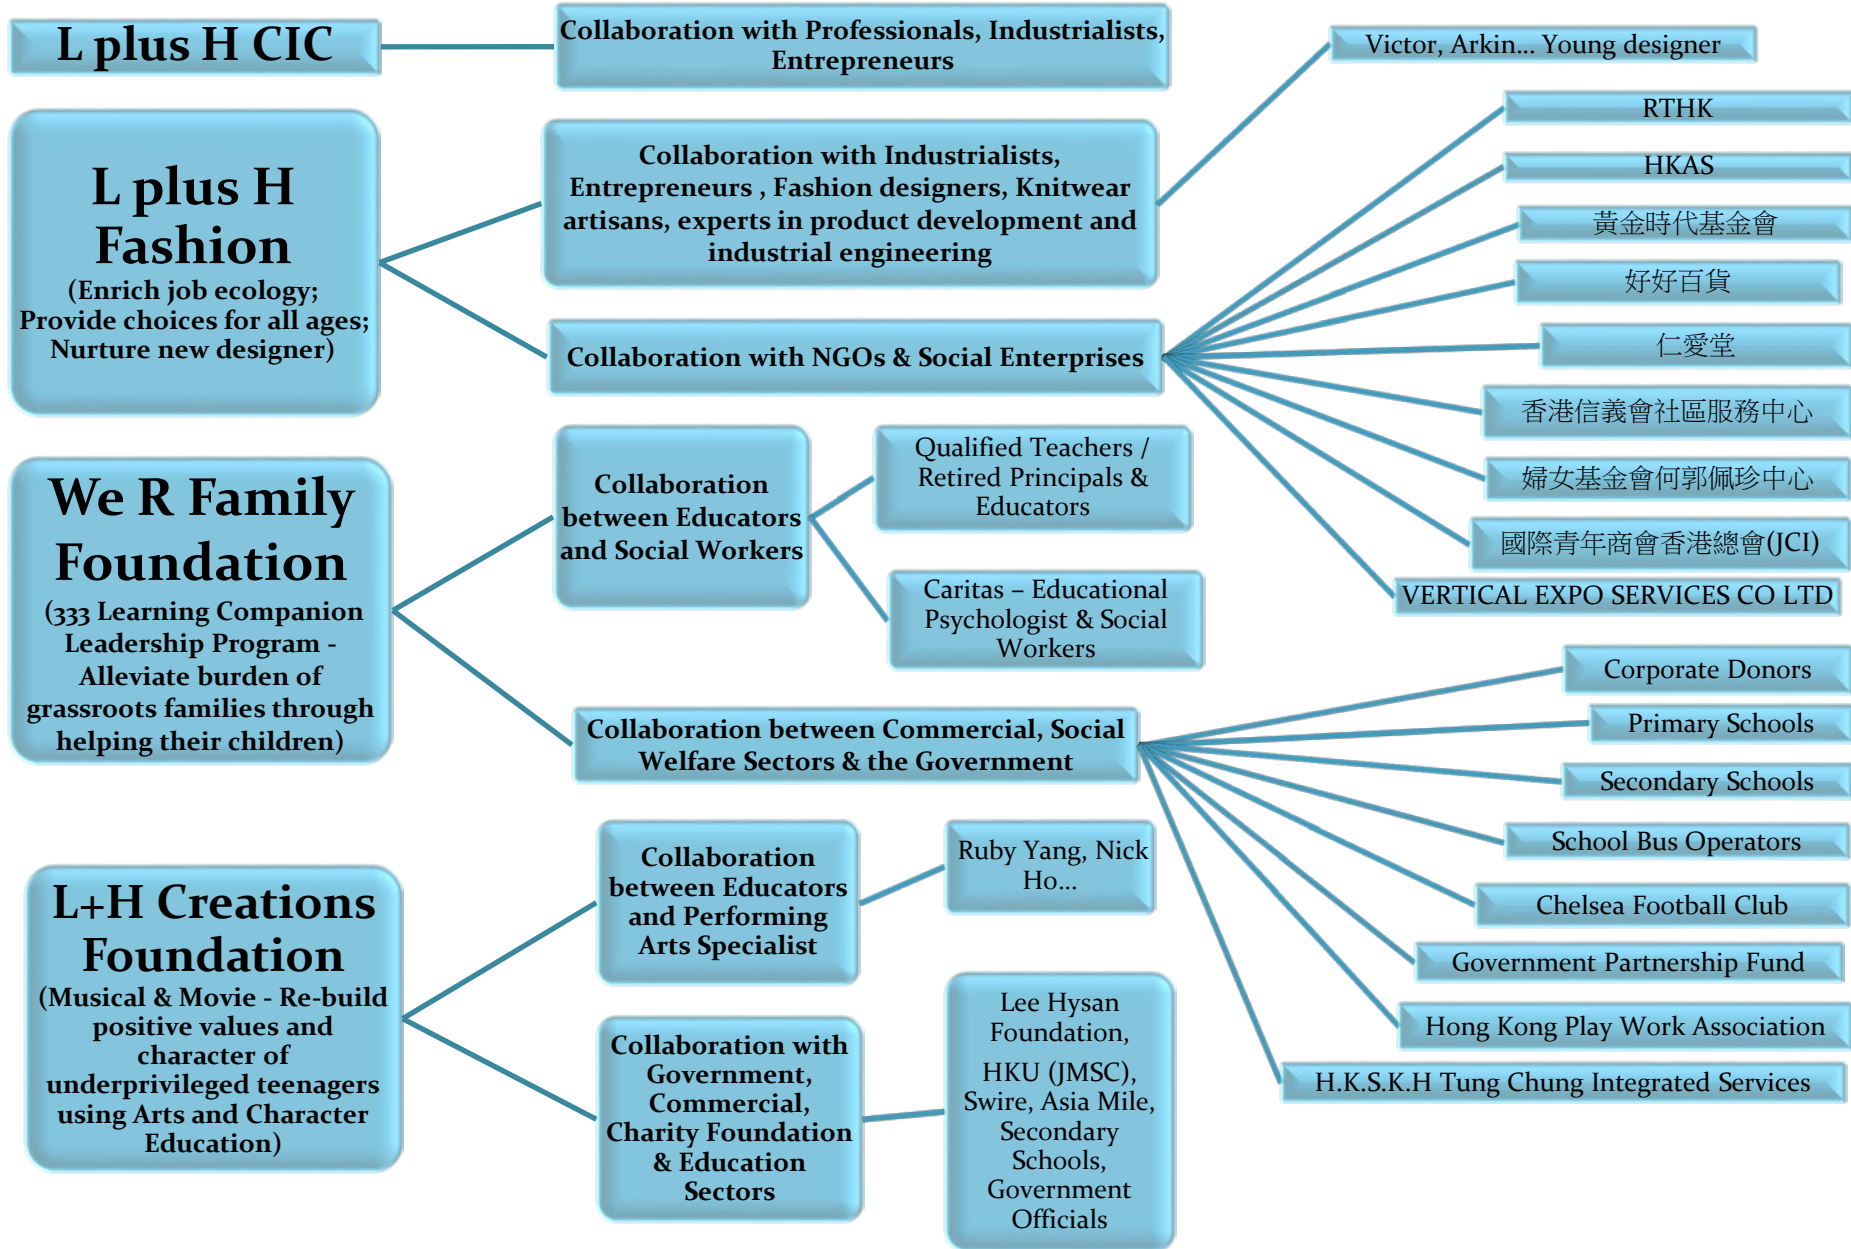 L plus H CIC
Collaboration with Professionals, Industrialists,
Entrepreneurs
Victor, Arkin... Young designer
L plus H
Fashion
(Enrich job ecology;
Provide choices for all ages;
Nurture new designer)
Collaboration with Industrialists,
Entrepreneurs , Fashion designers, Knitwear
artisans, experts in product development and
industrial engineering
Collaboration with NGOs & Social Enterprises
RTHK
HKAS
黃金時代基金會
好好百貨
仁愛堂
香港信義會社區服務中心
婦女基金會何郭佩珍中心
國際青年商會香港總會(JCI)
VERTICAL EXPO SERVICES CO LTD
We R Family
Foundation
(333 Learning Companion
Leadership Program -
Alleviate burden of
grassroots families through
helping their children)
Collaboration
between Educators
and Social Workers
Qualified Teachers /
Retired Principals &
Educators
Caritas – Educational
Psychologist & Social
Workers
Collaboration between Commercial, Social
Welfare Sectors & the Government
Corporate Donors
Primary Schools
Secondary Schools
School Bus Operators
Chelsea Football Club
Government Partnership Fund
Hong Kong Play Work Association
H.K.S.K.H Tung Chung Integrated Services
L+H Creations
Foundation
(Musical & Movie - Re-build
positive values and
character of
underprivileged teenagers
using Arts and Character
Education)
Collaboration
between Educators
and Performing
Arts Specialist
Ruby Yang, Nick
Ho...
Collaboration with
Government,
Commercial,
Charity Foundation
& Education
Sectors
Lee Hysan
Foundation,
HKU (JMSC),
Swire, Asia Mile,
Secondary
Schools,
Government
Officials